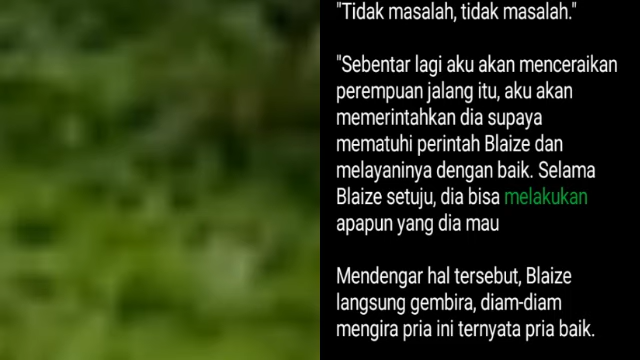 "Tidak masalah, tidak masalah."
"Sebentar lagi aku akan menceraikan
perempuan jalang itu, aku akan
memerintahkan dia supaya
mematuhi perintah Blaize dan
melayaninya dengan baik. Selama
Blaize setuju, dia bisa melakukan
apapun yang dia mau
Mendengar hal tersebut, Blaize
langsung gembira, diam-diam
mengira pria ini ternyata pria baik.